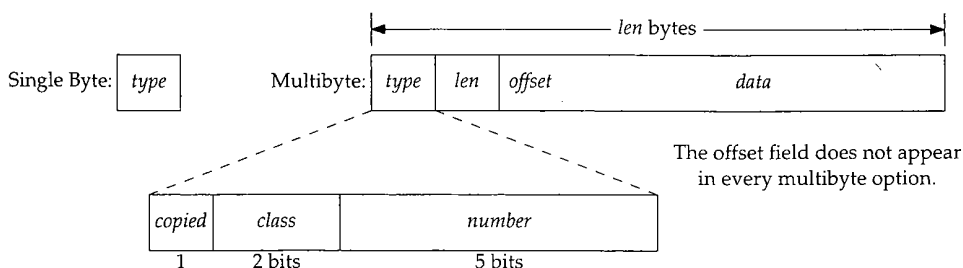 len bytes
Single Byte: type
Multibyte: type len offset data
The offset field does not appear
in every multibyte option.
copied class number
1 2 bits 5 bits